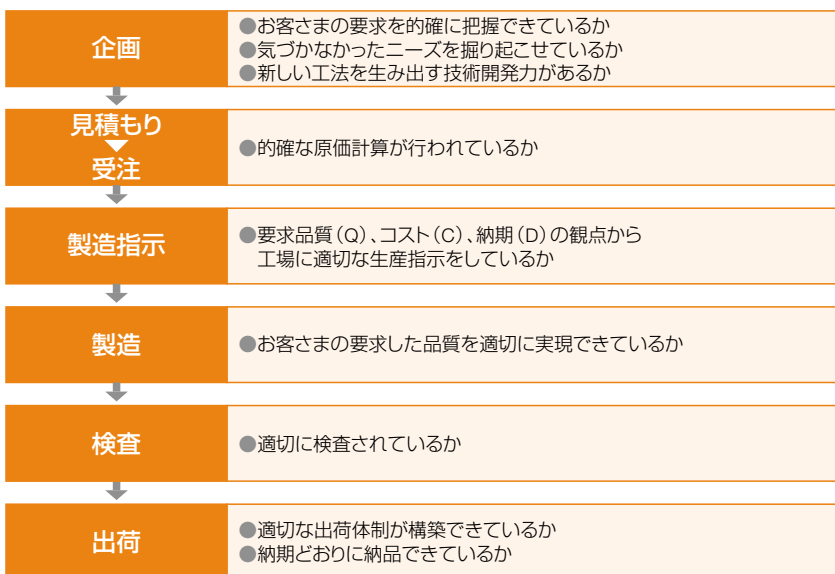 企画
●お客さまの要求を的確に把握できているか
●気づかなかったニーズを掘り起こせているか
●新しい工法を生み出す技術開発力があるか
見積もり
受注
●的確な原価計算が行われているか
製造指示
●要求品質(Q)、コスト(C)、納期(D)の観点から
工場に適切な生産指示をしているか
製造
●お客さまの要求した品質を適切に実現できているか
検査
●適切に検査されているか
出荷
●適切な出荷体制が構築できているか
●納期どおりに納品できているか